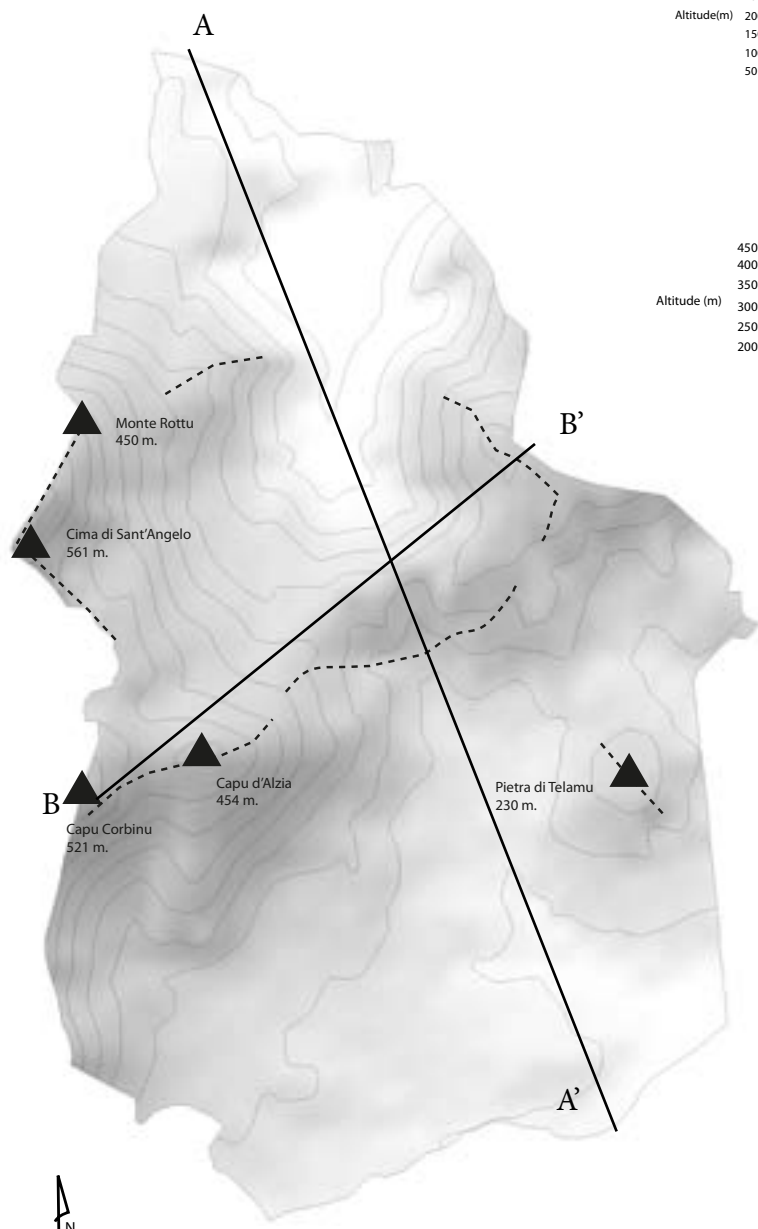 A
Altitude(m)
50
450
400
350
Altitude (m)
300
250
200
B'
Monte Rottu
450 m.
Cima di Sant'Angelo
561 m.
Capu d'Alzia
454 m.
Pietra di Telamu
230 m.
B
Capu Corbinu
521 m.
A'
N